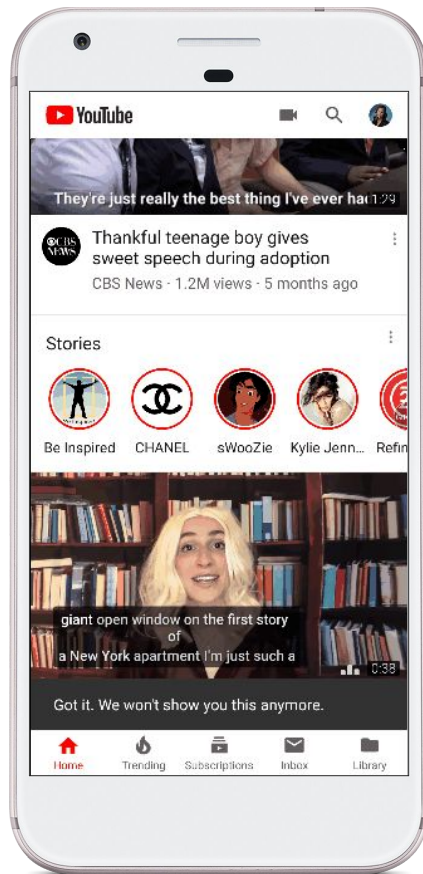 YouTube
They're just really the best thing I've ever had
1:29
CBS NEWS
Thankful teenage boy gives
sweet speech during adoption
CBS News · 1.2M views · 5 months ago
Stories
Be Inspired CHANEL sWooZie Kylie Jenn... Refin
giant open window on the first story
of
a New York apartment I'm just such a
0:38
Got it. We won't show you this anymore.
Home Trending Subscriptions Inbox Library